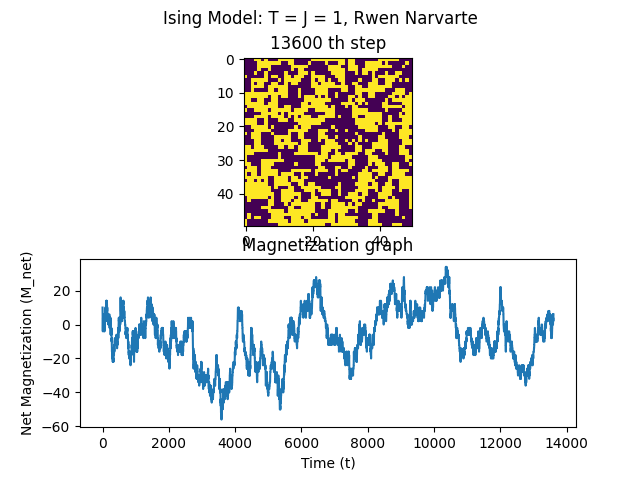 Ising Model: T = J = 1, Rwen Narvarte
13600 th step
0
10
20
30
40
0 20 40
Magnetization graph
Net Magnetization (M_net)
20
0
−20
−40
−60
0 2000 4000 6000 8000 10000 12000 14000
Time (t)